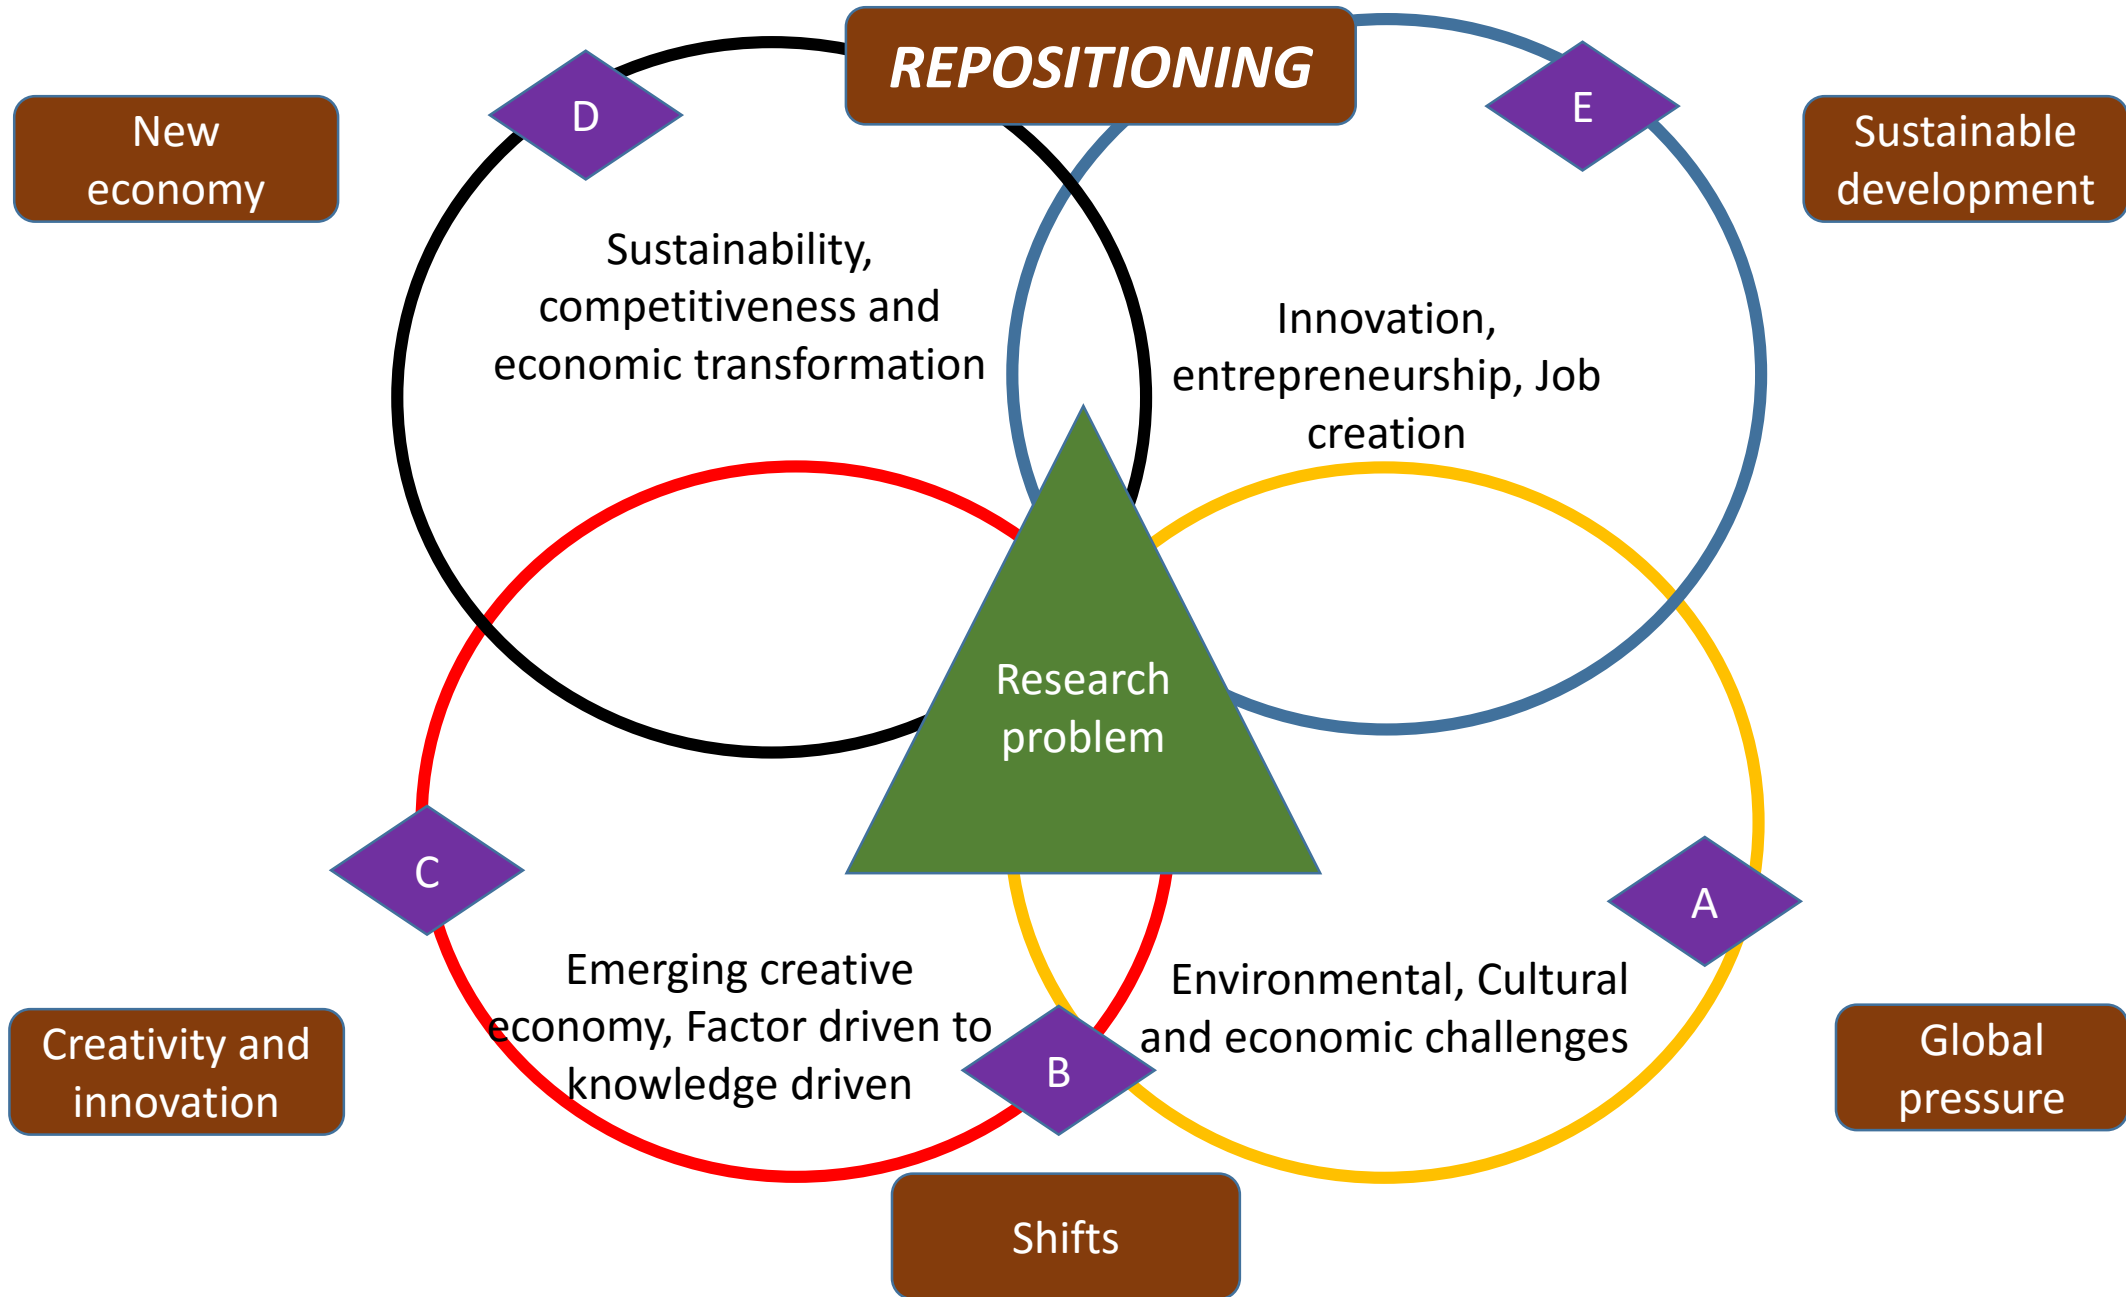 REPOSITIONING
D
E
New
economy
Sustainable
development
Sustainability,
competitiveness and
economic transformation
Innovation,
entrepreneurship, Job
creation
Research
problem
C
A
Emerging creative
economy, Factor driven to
knowledge driven
Environmental, Cultural
and economic challenges
B
Creativity and
innovation
Global
pressure
Shifts